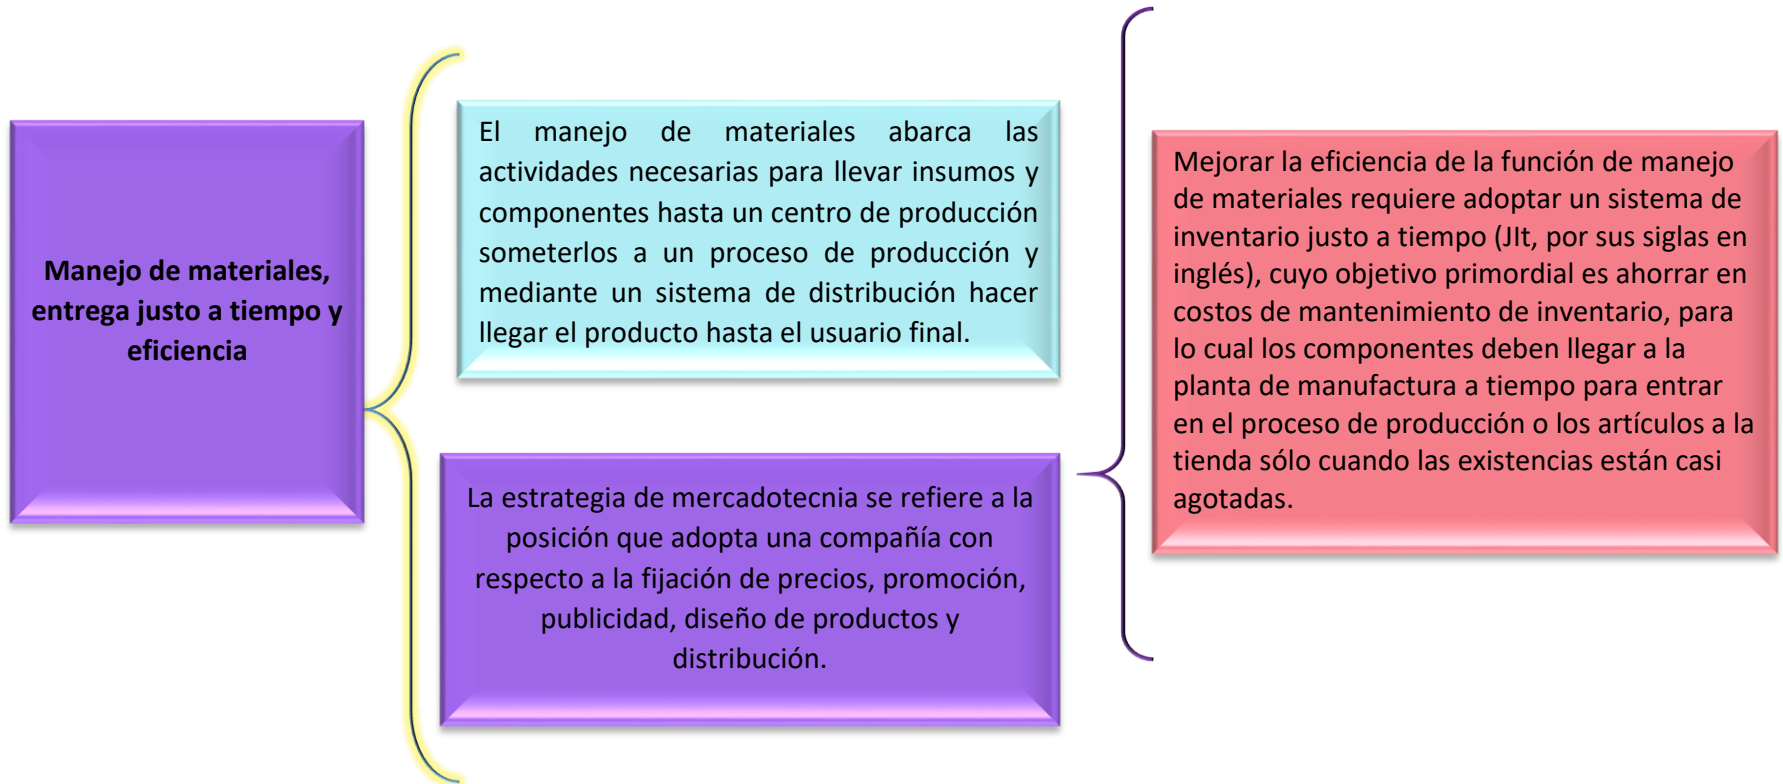 Manejo de materiales,
entrega justo a tiempo y
eficiencia
El manejo de materiales abarca las
actividades necesarias para llevar insumos y
componentes hasta un centro de producción
someterlos a un proceso de producción y
mediante un sistema de distribución hacer
llegar el producto hasta el usuario final.
La estrategia de mercadotecnia se refiere a la
posición que adopta una compañía con
respecto a la fijación de precios, promoción,
publicidad, diseño de productos y
distribución.
Mejorar la eficiencia de la función de manejo
de materiales requiere adoptar un sistema de
inventario justo a tiempo (JIt, por sus siglas en
inglés), cuyo objetivo primordial es ahorrar en
costos de mantenimiento de inventario, para
lo cual los componentes deben llegar a la
planta de manufactura a tiempo para entrar
en el proceso de producción o los artículos a la
tienda sólo cuando las existencias están casi
agotadas.